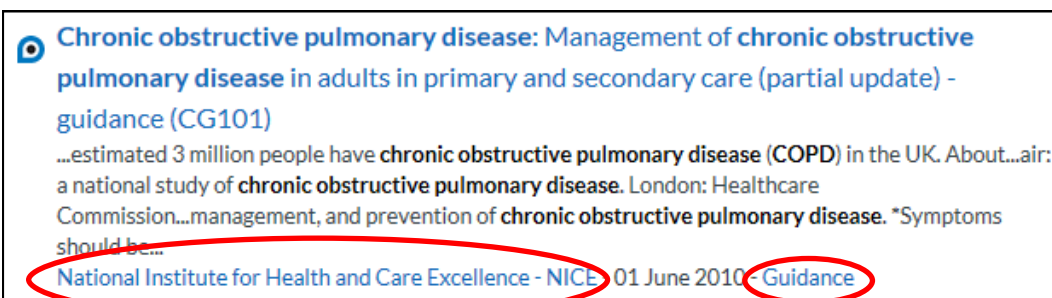 Chronic obstructive pulmonary disease: Management of chronic obstructive
pulmonary disease in adults in primary and secondary care (partial update) -
guidance (CG101)
...estimated 3 million people have chronic obstructive pulmonary disease (COPD) in the UK. About...air:
a national study of chronic obstructive pulmonary disease. London: Healthcare
Commission...management, and prevention of chronic obstructive pulmonary disease. *Symptoms
should be...
National Institute for Health and Care Excellence - NICE - 01 June 2010 - Guidance